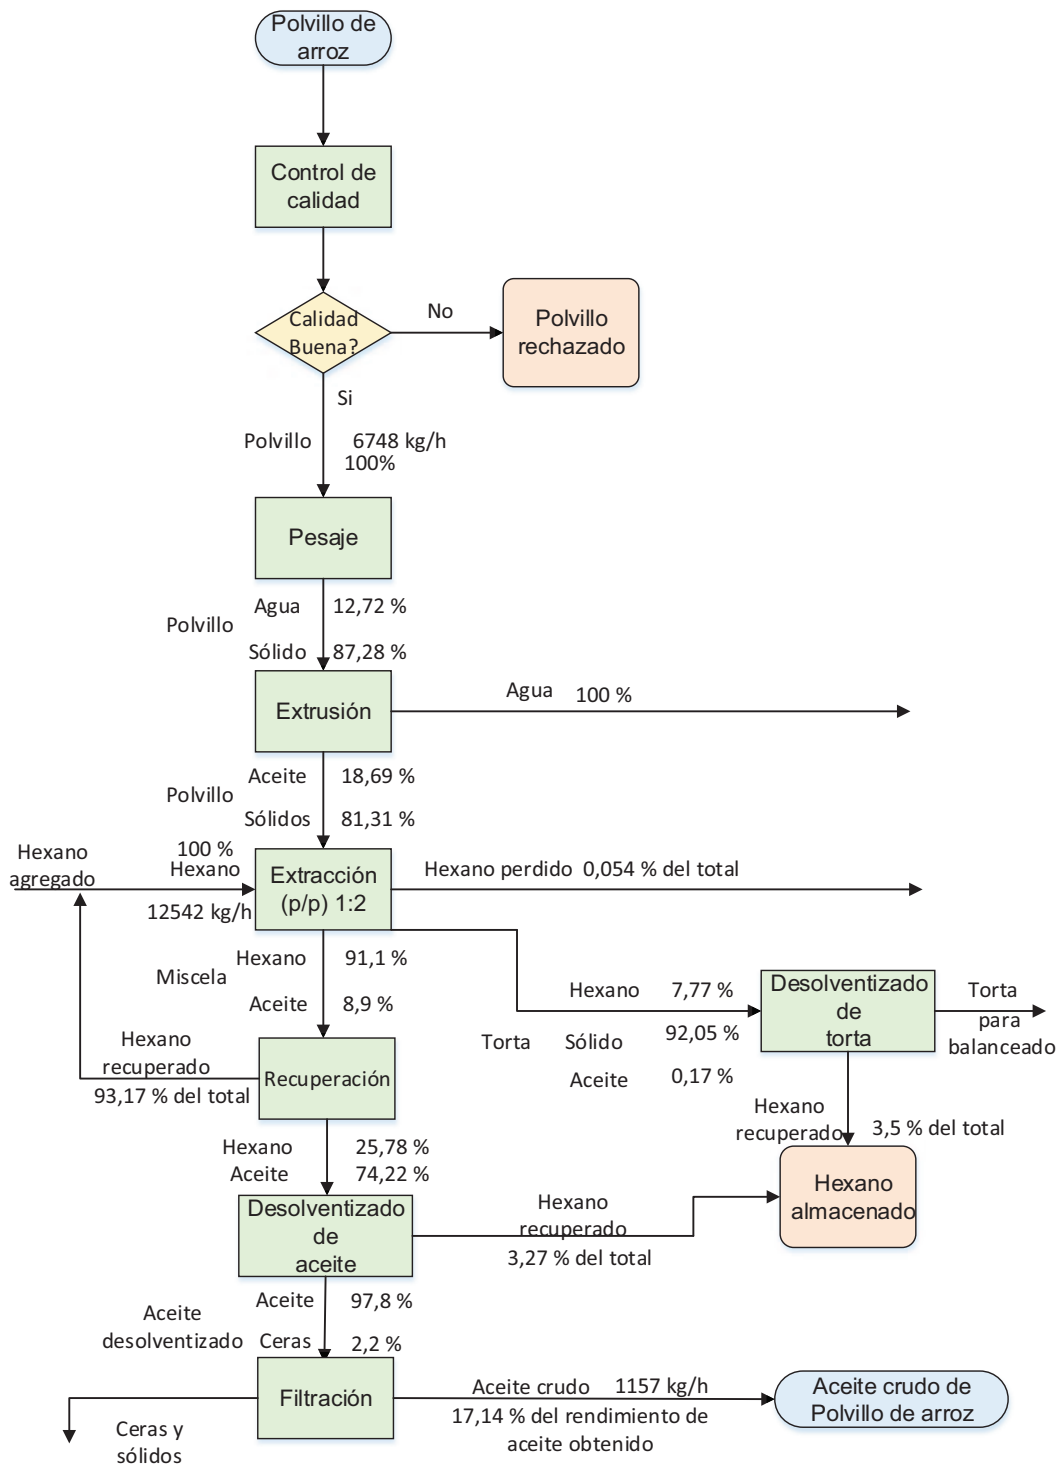 Polvillo de
arroz
Control de
calidad
Calidad
Buena?
No
Polvillo
rechazado
Si
Polvillo 6748 kg/h
100%
Pesaje
Agua 12,72 %
Polvillo
Sólido 87,28 %
Extrusión
Agua 100 %
Aceite 18,69 %
Polvillo
Sólidos 81,31 %
Hexano
agregado
100 %
Hexano
12542 kg/h
Extracción
(p/p) 1:2
Hexano perdido 0,054 % del total
Hexano 91,1 %
Miscela
Aceite 8,9 %
Hexano 7,77 %
Torta Sólido 92,05 %
Aceite 0,17 %
Desolventizado
de
torta
Torta
para
balanceado
Hexano
recuperado
93,17 % del total
Recuperación
Hexano
recuperado
3,5 % del total
Hexano 25,78 %
Aceite 74,22 %
Hexano
almacenado
Desolventizado
de
aceite
Hexano
recuperado
3,27 % del total
Aceite
desolventizado
Aceite 97,8 %
Ceras 2,2 %
Filtración
Aceite crudo 1157 kg/h
17,14 % del rendimiento de
aceite obtenido
Aceite crudo de
Polvillo de arroz
Ceras y
sólidos